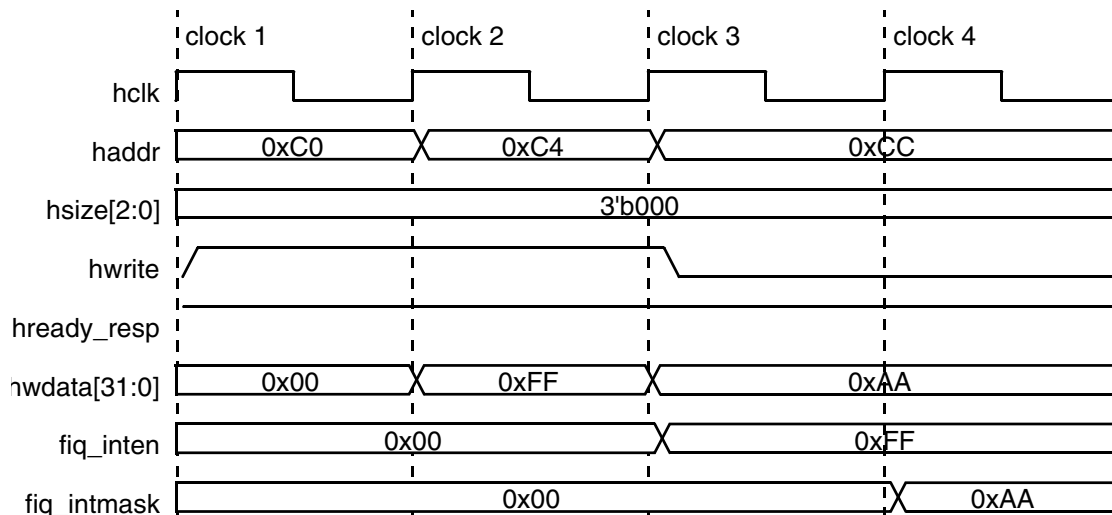 clock 1 clock 2 clock 3 clock 4
hclk
haddr 0xC0 0xC4 0xCC
hsize[2:0] 3'b000
hwrite
hready_resp
hwdata[31:0] 0x00 0xFF 0xAA
fiq_inten 0x00 0xFF
fiq_intmask 0x00 0xAA